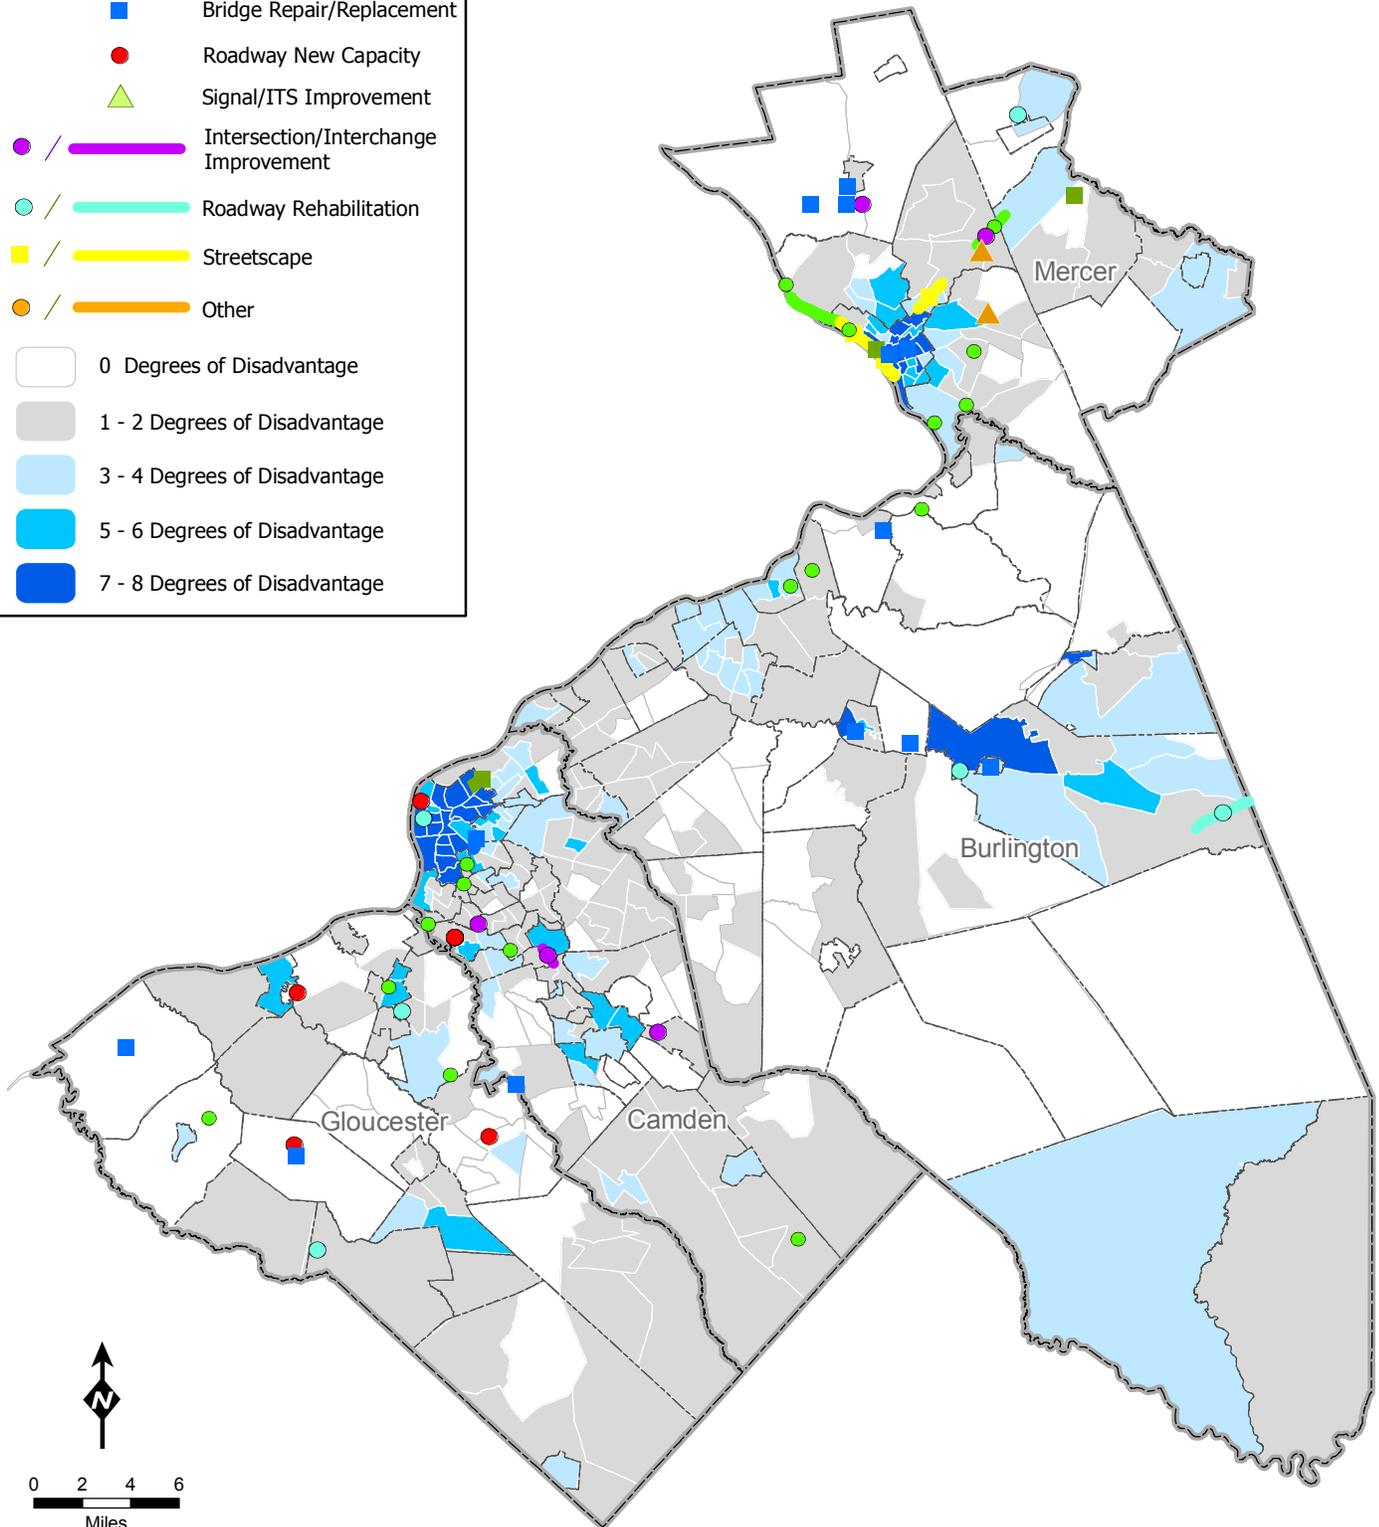 Bridge Repair/Replacement
Roadway New Capacity
Signal/ITS Improvement
Intersection/Interchange
Improvement
Roadway Rehabilitation
Streetscape
Other
0 Degrees of Disadvantage
1 - 2 Degrees of Disadvantage
3 - 4 Degrees of Disadvantage
5 - 6 Degrees of Disadvantage
7 - 8 Degrees of Disadvantage
Mercer
Burlington
Gloucester
Camden
N
0 2 4 6
Miles